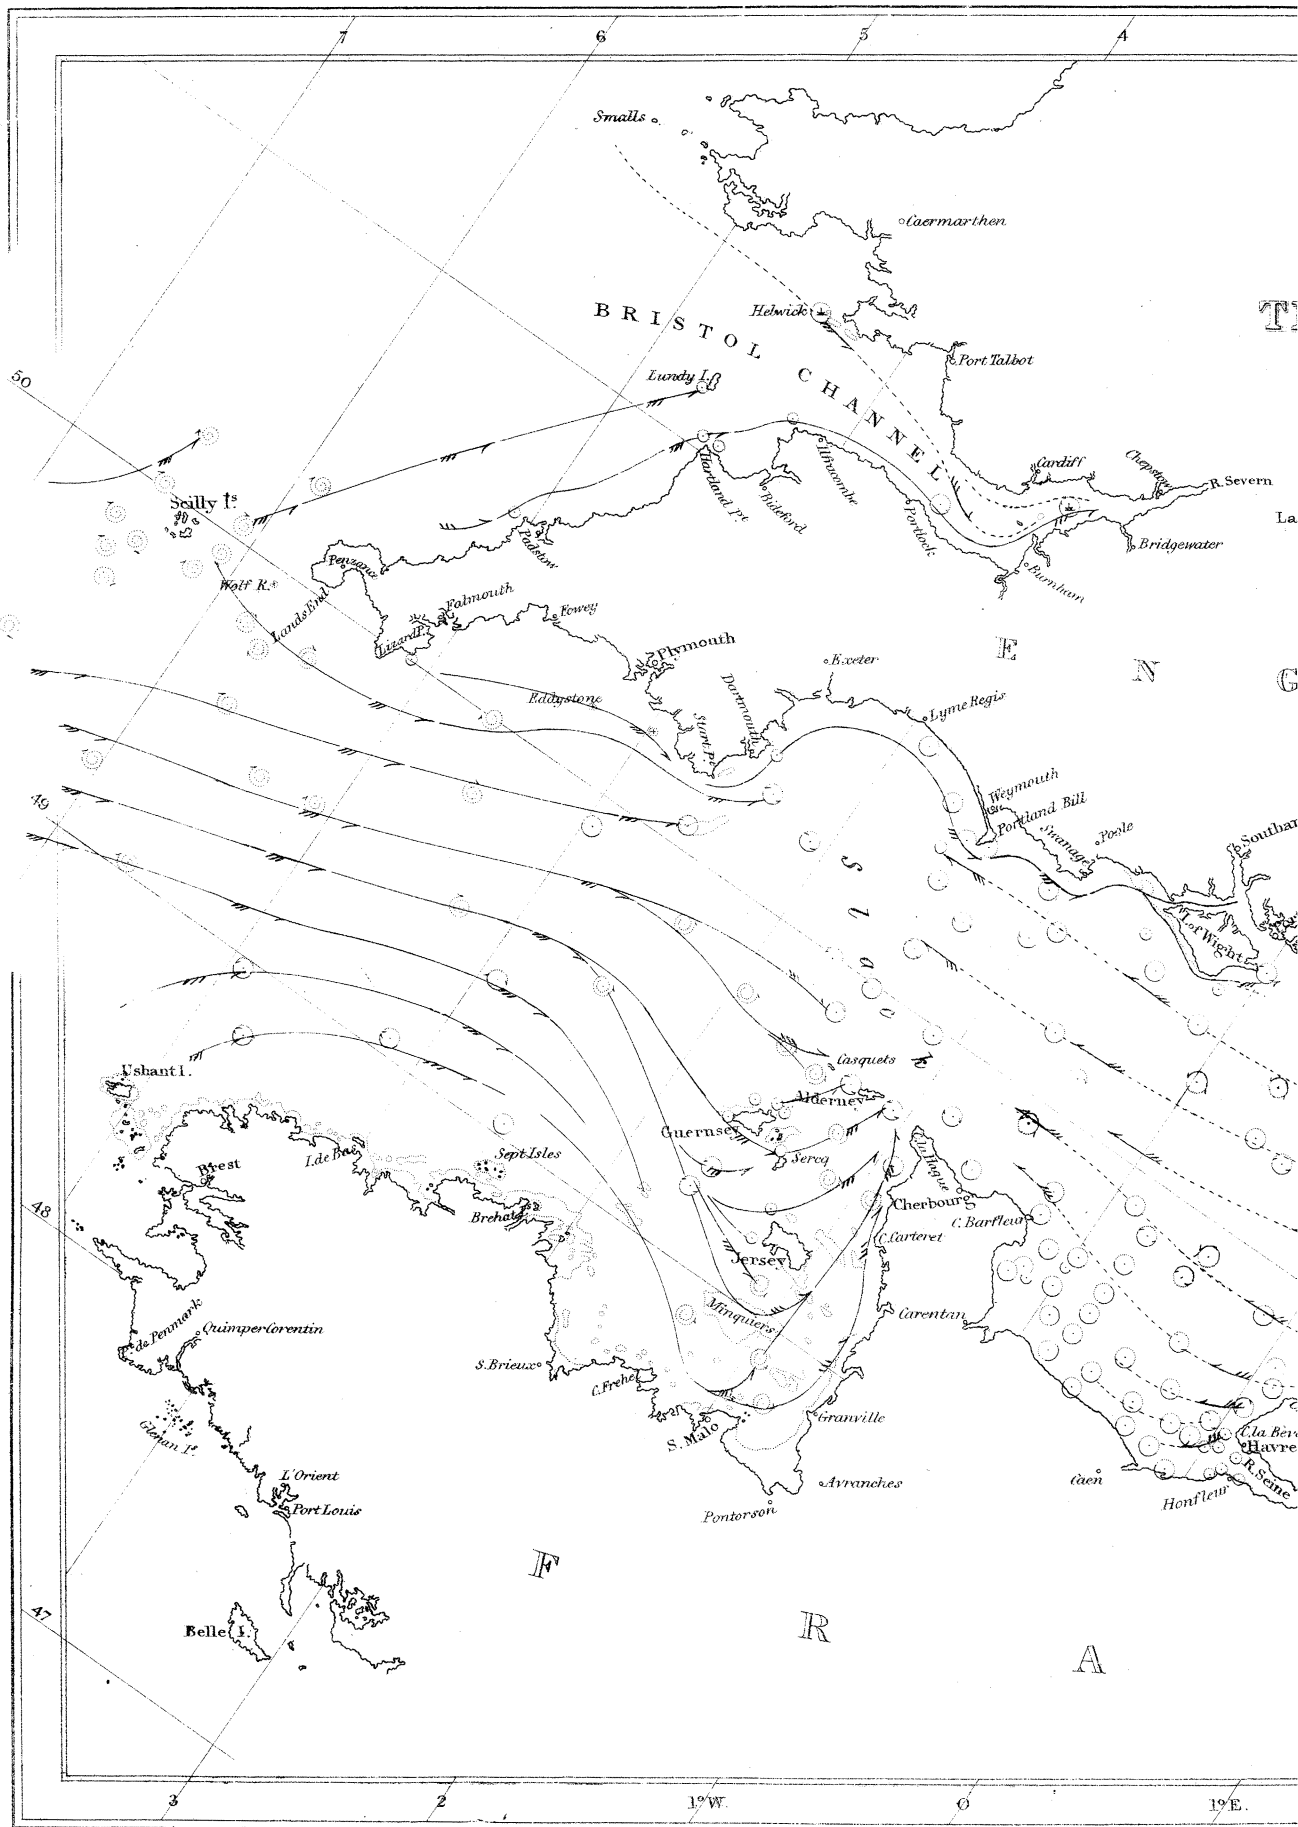 7
6
5
4
Smalls
Caermarthen
Helwick
TI
BRISTOL CHANNEL
Port Talbot
Lundy I.
50
Cardiff
Chepstow
R. Severn
Hartland Pt.
Ilfracombe
Bideford
Scilly Is.
Portlock
La
Padstow
Bridgewater
Penzance
Wolf R.
Burnham
Lands End
Falmouth
Fowey
Lizard P.
E N G
Plymouth
Exeter
Eddystone
Dartmouth
Start Pt.
Lyme Regis
Weymouth
49
Portland Bill
Swanage
Poole
Southam
I. of Wight
Casquets
Ushant I.
Alderney
Guernsey
Brest
I. de Bas
Sept Isles
Sercq
La Hague
Cherbourg
48
Brehat
C. Barfleur
C. Carteret
Jersey
Minquiers
Carentan
de Penmark
Quimper Corentin
S. Brieux
C. Frehel
Glenan Is.
S. Malo
Granville
C. la Hève
Havre
R. Seine
L'Orient
Port Louis
Avranches
Caen
Honfleur
Pontorson
F R A
47
Belle I.
3
2
1° W.
0
1° E.